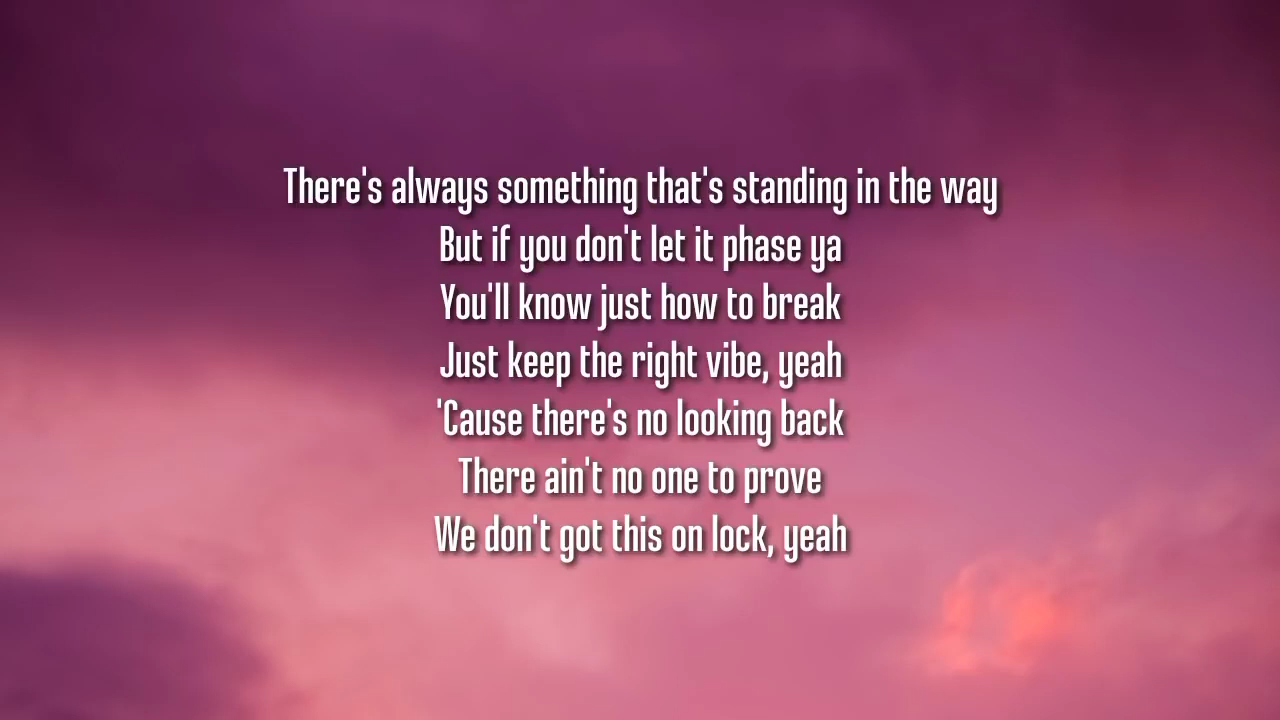 There's always something that's standing in the way
But if you don't let it phase ya
You'll know just how to break
Just keep the right vibe, yeah
'Cause there's no looking back
There ain't no one to prove
We don't got this on lock, yeah